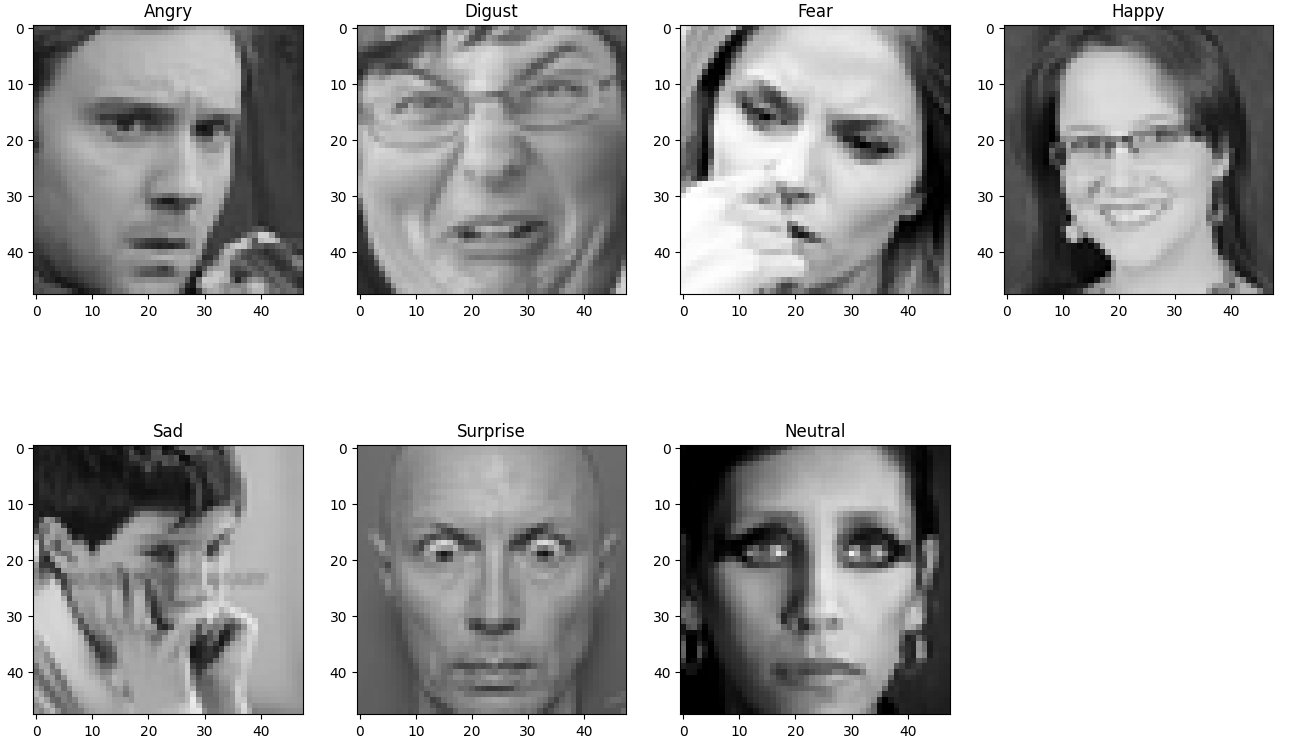 Angry Digust Fear Happy
0 0 0 0
10 10 10 10
20 20 20 20
30 30 30 30
40 40 40 40
0 10 20 30 40 0 10 20 30 40 0 10 20 30 40 0 10 20 30 40
Sad Surprise Neutral
0 0 0
10 10 10
20 20 20
30 30 30
40 40 40
0 10 20 30 40 0 10 20 30 40 0 10 20 30 40